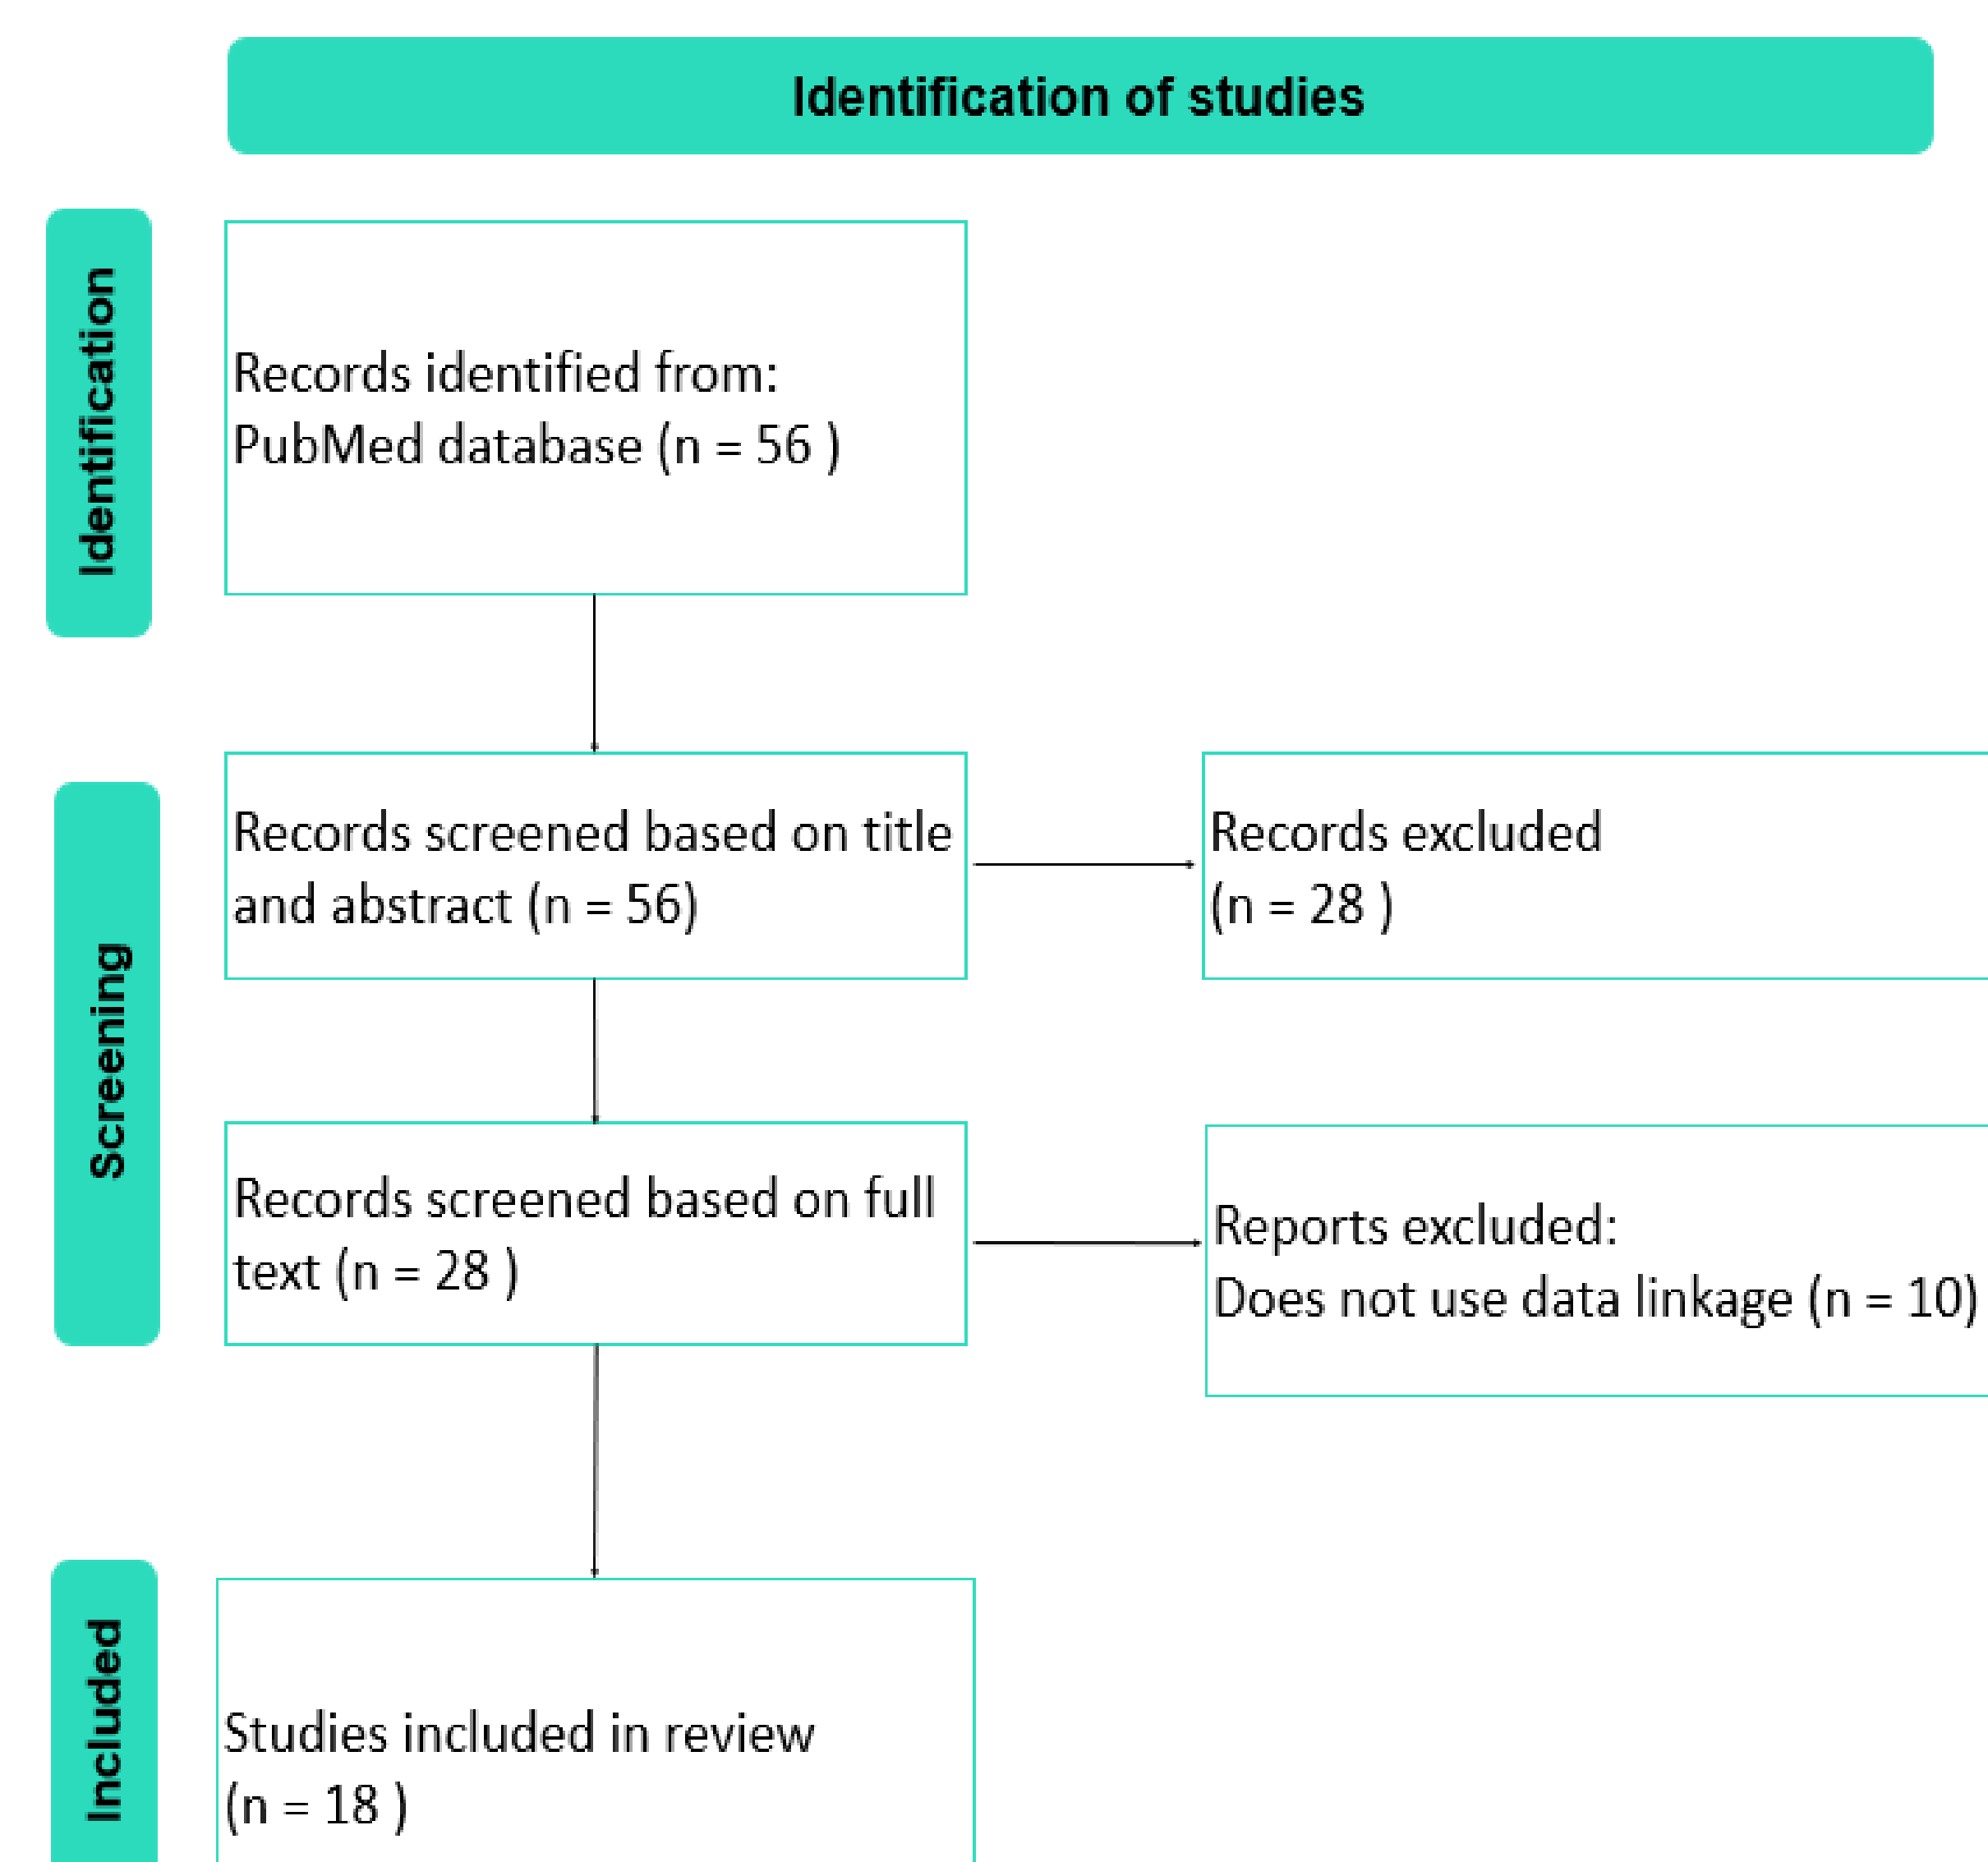 Identification of studies
Identification
Records identified from:
PubMed database (n = 56 )
Screening
Records screened based on title
and abstract (n = 56)
Records excluded
(n = 28 )
Records screened based on full
text (n = 28 )
Reports excluded:
Does not use data linkage (n = 10)
Included
Studies included in review
(n = 18 )